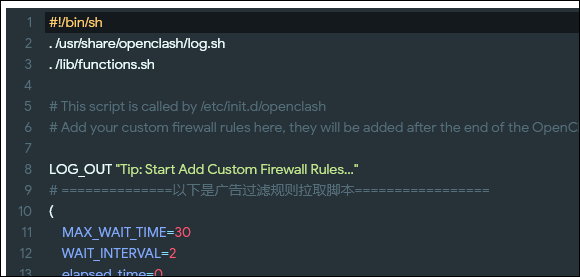 1 #!/bin/sh
2 . /usr/share/openclash/log.sh
3 . /lib/functions.sh
4
5 # This script is called by /etc/init.d/openclash
6 # Add your custom firewall rules here, they will be added after the end of the OpenCl
7
8 LOG_OUT "Tip: Start Add Custom Firewall Rules..."
9 # ==============以下是广告过滤规则拉取脚本=================
10 (
11 MAX_WAIT_TIME=30
12 WAIT_INTERVAL=2
13 elapsed_time=0